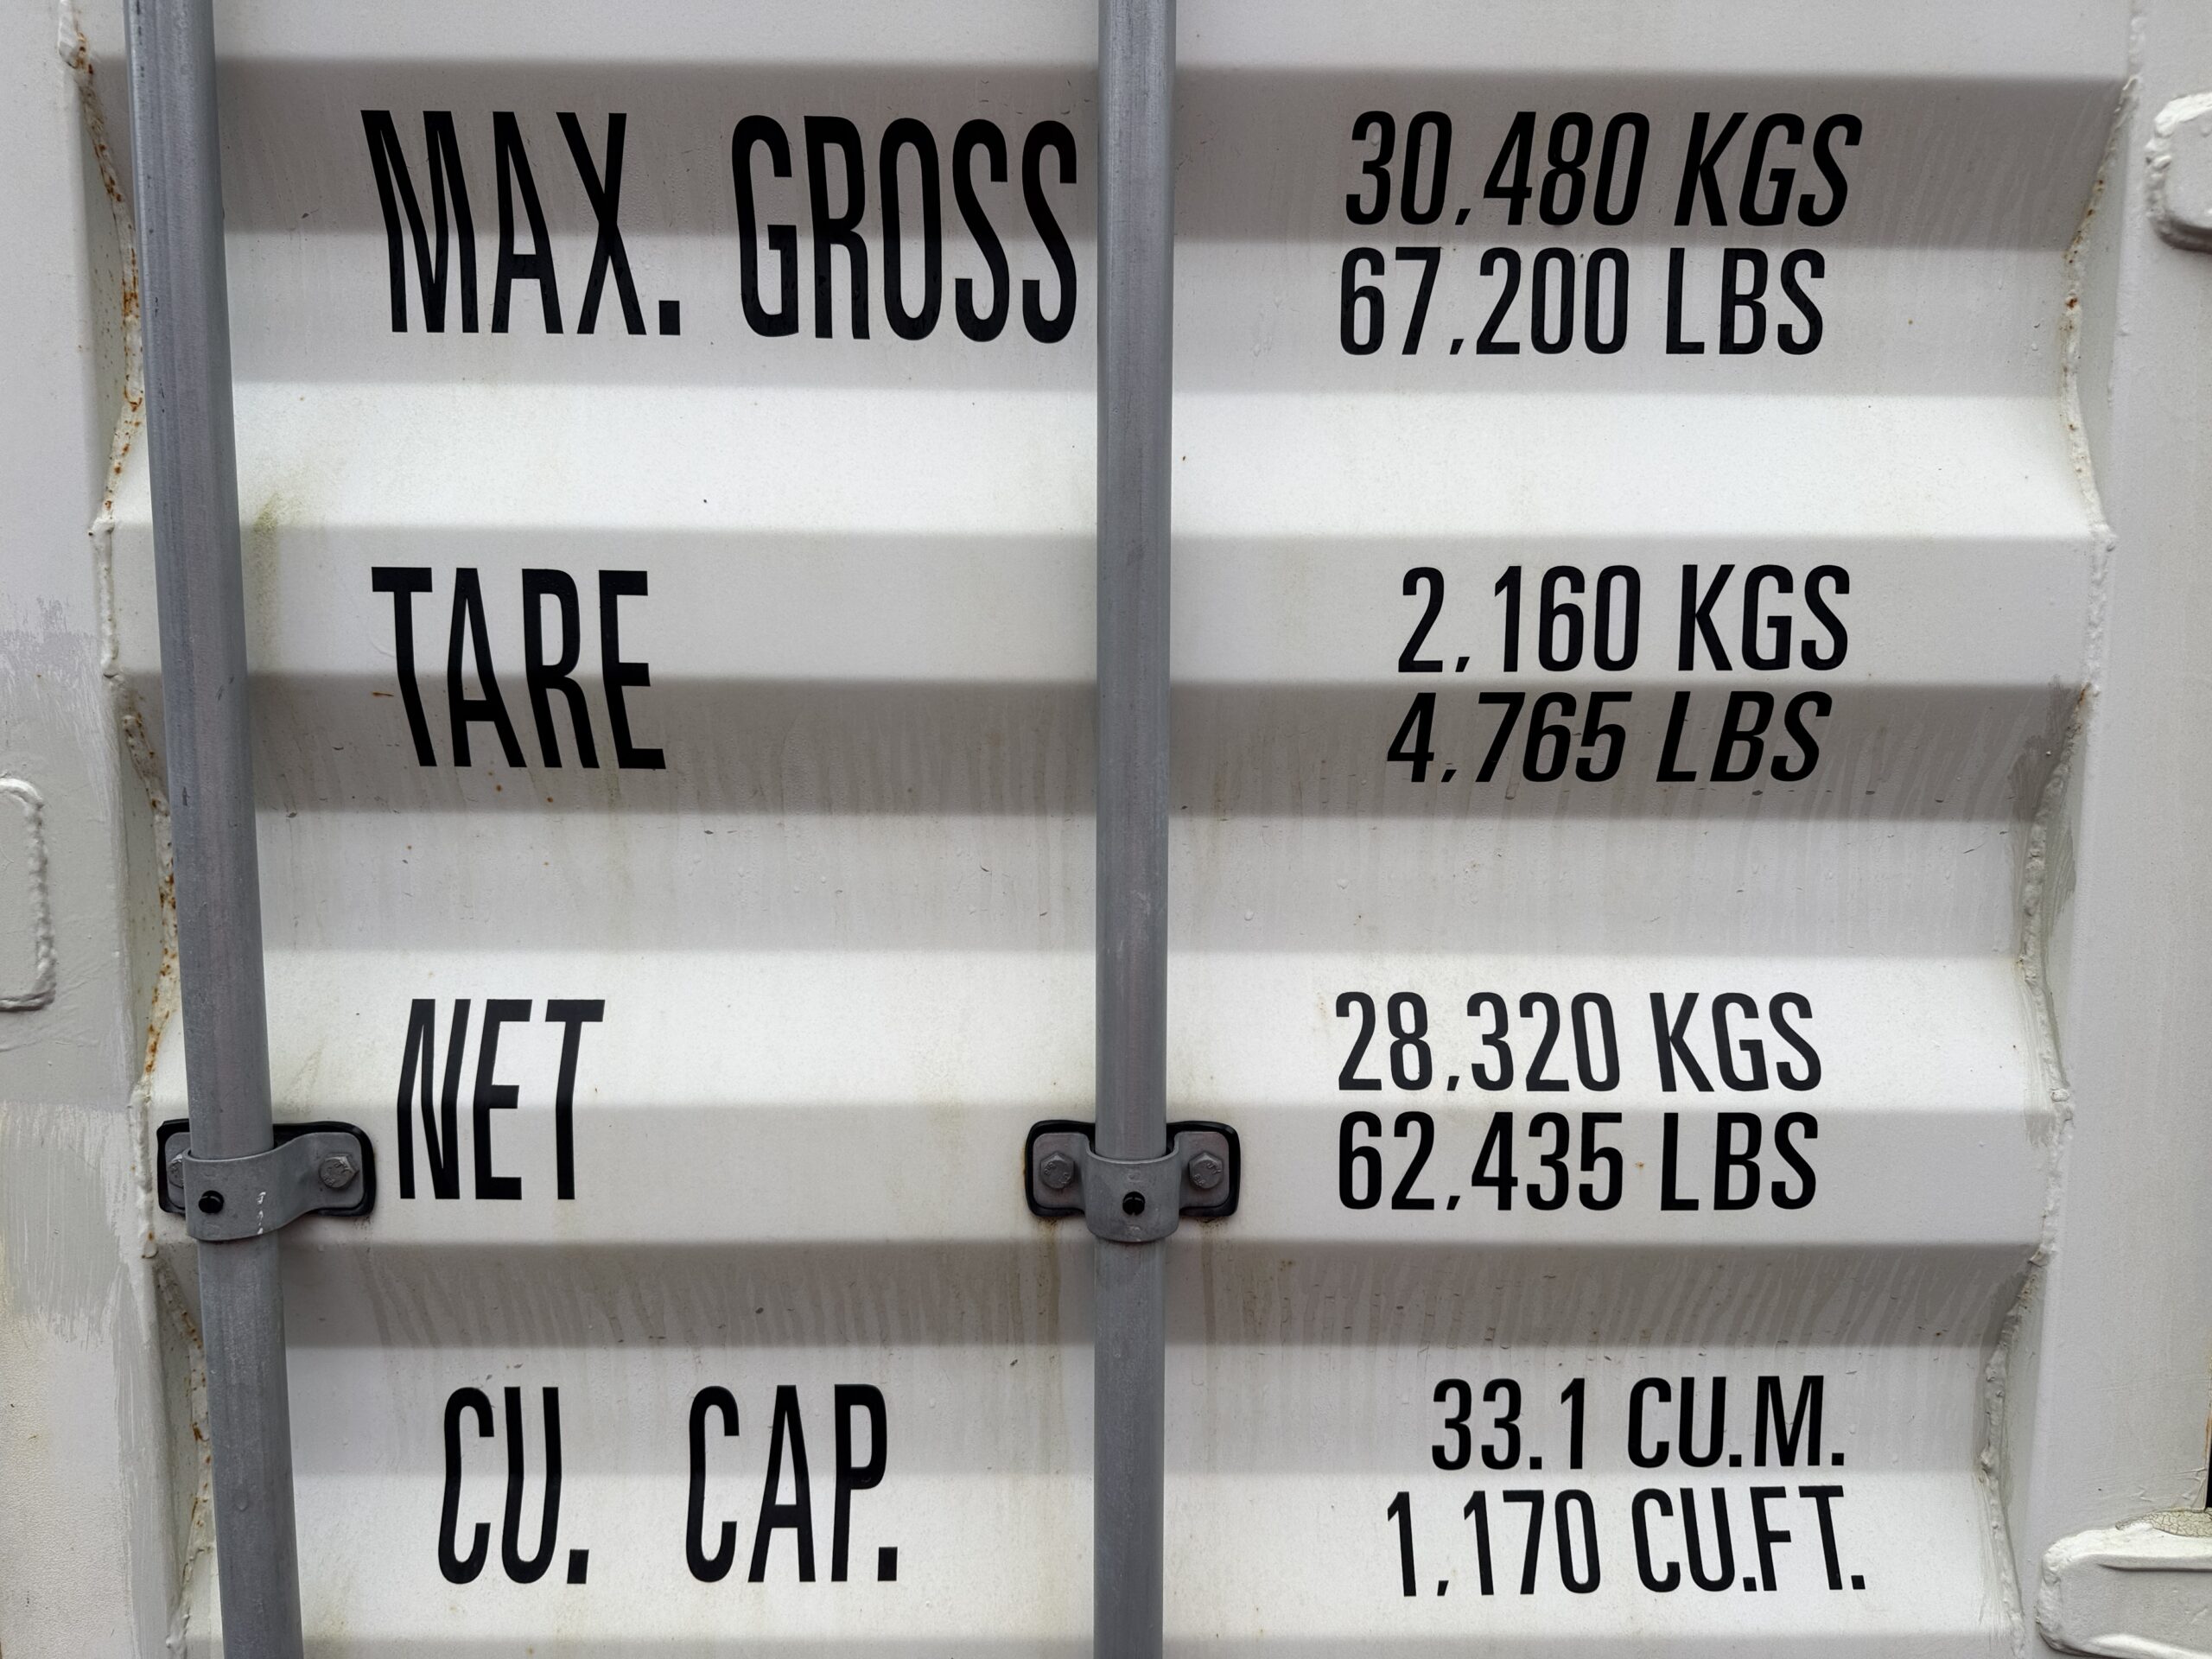 MAX. GROSS 30,480 KGS
67,200 LBS
TARE 2,160 KGS
4,765 LBS
NET 28,320 KGS
62,435 LBS
CU. CAP. 33.1 CU.M.
1,170 CU.FT.